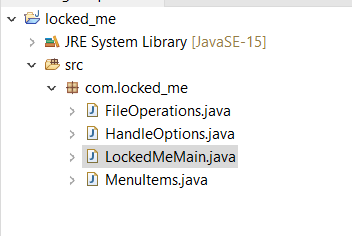 locked_me
JRE System Library [JavaSE-15]
src
com.locked_me
FileOperations.java
HandleOptions.java
LockedMeMain.java
MenuItems.java